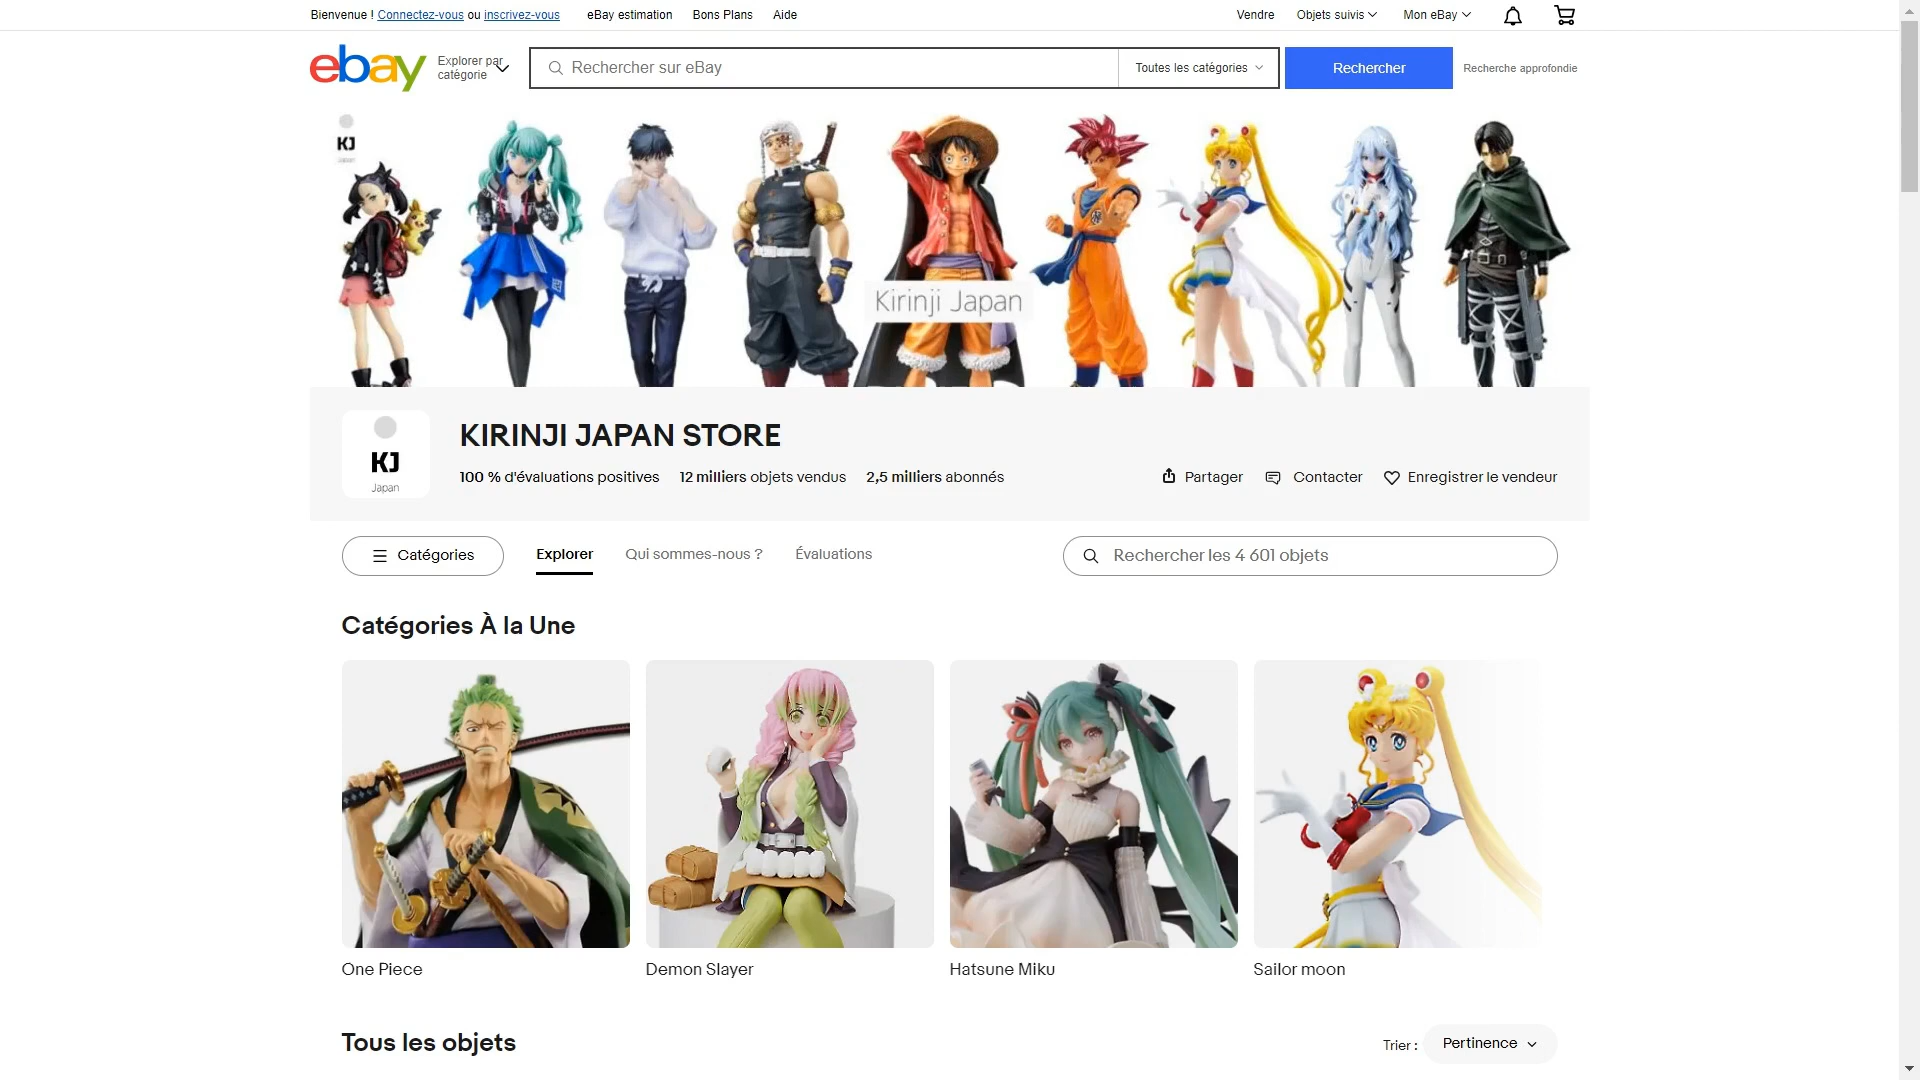 Bienvenue ! Connectez-vous ou inscrivez-vous eBay estimation Bons Plans Aide Vendre Objets suivis Mon eBay
ebay Explorer par catégorie Rechercher sur eBay Toutes les catégories Rechercher Recherche approfondie
KJ
Japan
Kirinji Japan
KJ
Japan
KIRINJI JAPAN STORE
100 % d'évaluations positives 12 milliers objets vendus 2,5 milliers abonnés Partager Contacter Enregistrer le vendeur
Catégories Explorer Qui sommes-nous ? Évaluations Rechercher les 4 601 objets
Catégories À la Une
One Piece Demon Slayer Hatsune Miku Sailor moon
Tous les objets Trier : Pertinence